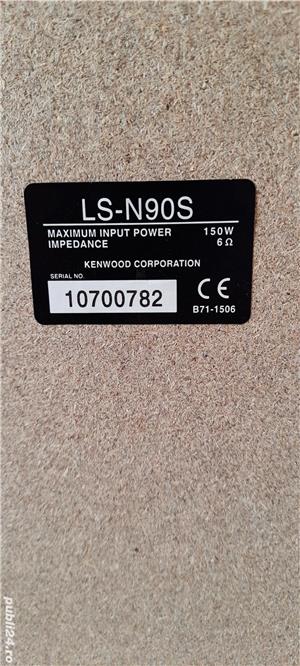 LS-N90S
MAXIMUM INPUT POWER 150W
IMPEDANCE 6Ω
KENWOOD CORPORATION
SERIAL NO.
10700782 CE
B71-1506
publi24.ro